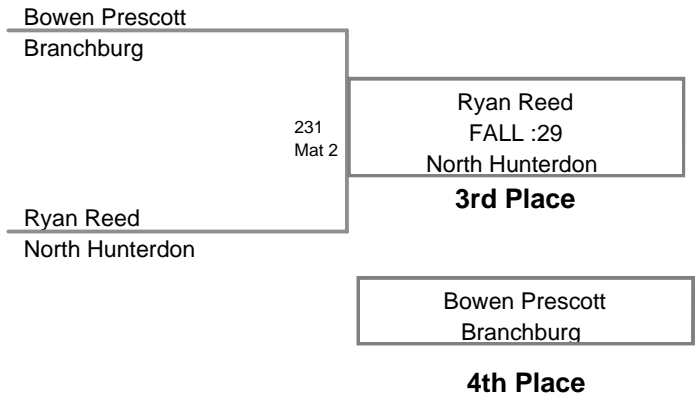 Bowen Prescott
Branchburg
231
Mat 2
Ryan Reed
FALL :29
North Hunterdon
3rd Place
Ryan Reed
North Hunterdon
Bowen Prescott
Branchburg
4th Place